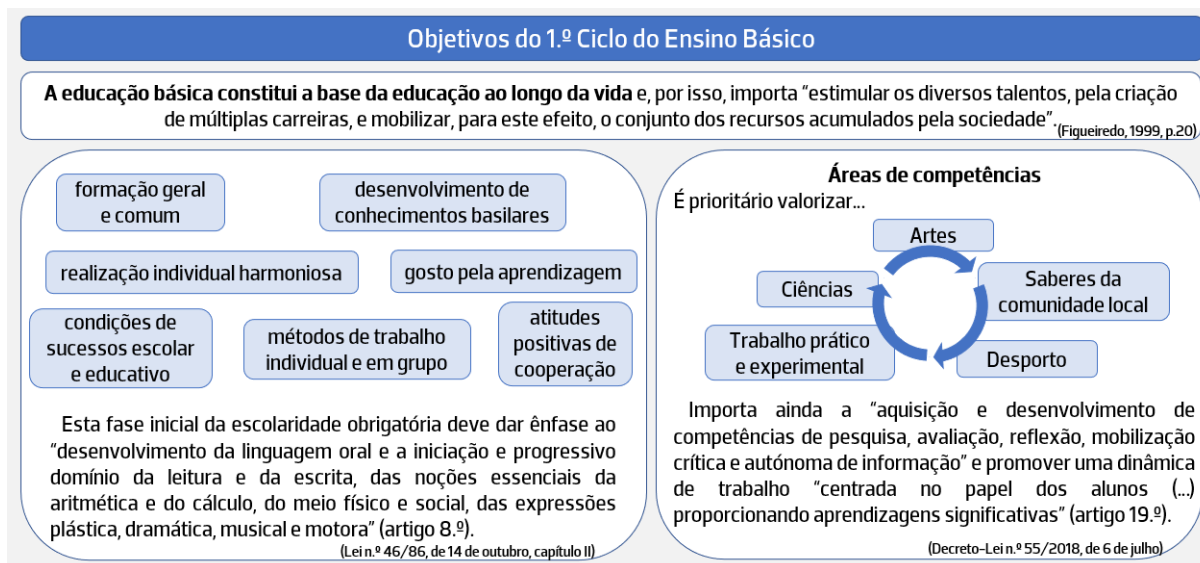 Objetivos do 1.º Ciclo do Ensino Básico
A educação básica constitui a base da educação ao longo da vida e, por isso, importa “estimular os diversos talentos, pela criação
de múltiplas carreiras, e mobilizar, para este efeito, o conjunto dos recursos acumulados pela sociedade”.
(Figueiredo, 1999, p.20)
formação geral
e comum
desenvolvimento de
conhecimentos basilares
realização individual harmoniosa
gosto pela aprendizagem
condições de
sucessos escolar
e educativo
métodos de trabalho
individual e em grupo
atitudes
positivas de
cooperação
Esta fase inicial da escolaridade obrigatória deve dar ênfase ao
“desenvolvimento da linguagem oral e a iniciação e progressivo
domínio da leitura e da escrita, das noções essenciais da
aritmética e do cálculo, do meio físico e social, das expressões
plástica, dramática, musical e motora” (artigo 8.º).
(Lei n.º 46/86, de 14 de outubro, capítulo II)
Áreas de competências
É prioritário valorizar...
Artes
Saberes da
comunidade local
Desporto
Trabalho prático
e experimental
Ciências
Importa ainda a “aquisição e desenvolvimento de
competências de pesquisa, avaliação, reflexão, mobilização
crítica e autónoma de informação” e promover uma dinâmica
de trabalho “centrada no papel dos alunos (...)
proporcionando aprendizagens significativas” (artigo 19.º).
(Decreto-Lei n.º 55/2018, de 6 de julho)